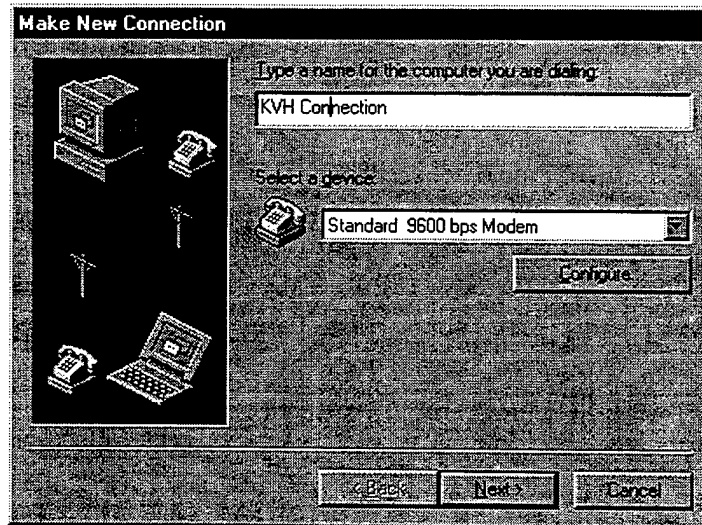 Make New Connection
Type a name for the computer you are dialing:
KVH Connection
Select a device:
Standard 9600 bps Modem
Configure...
< Back
Next >
Cancel